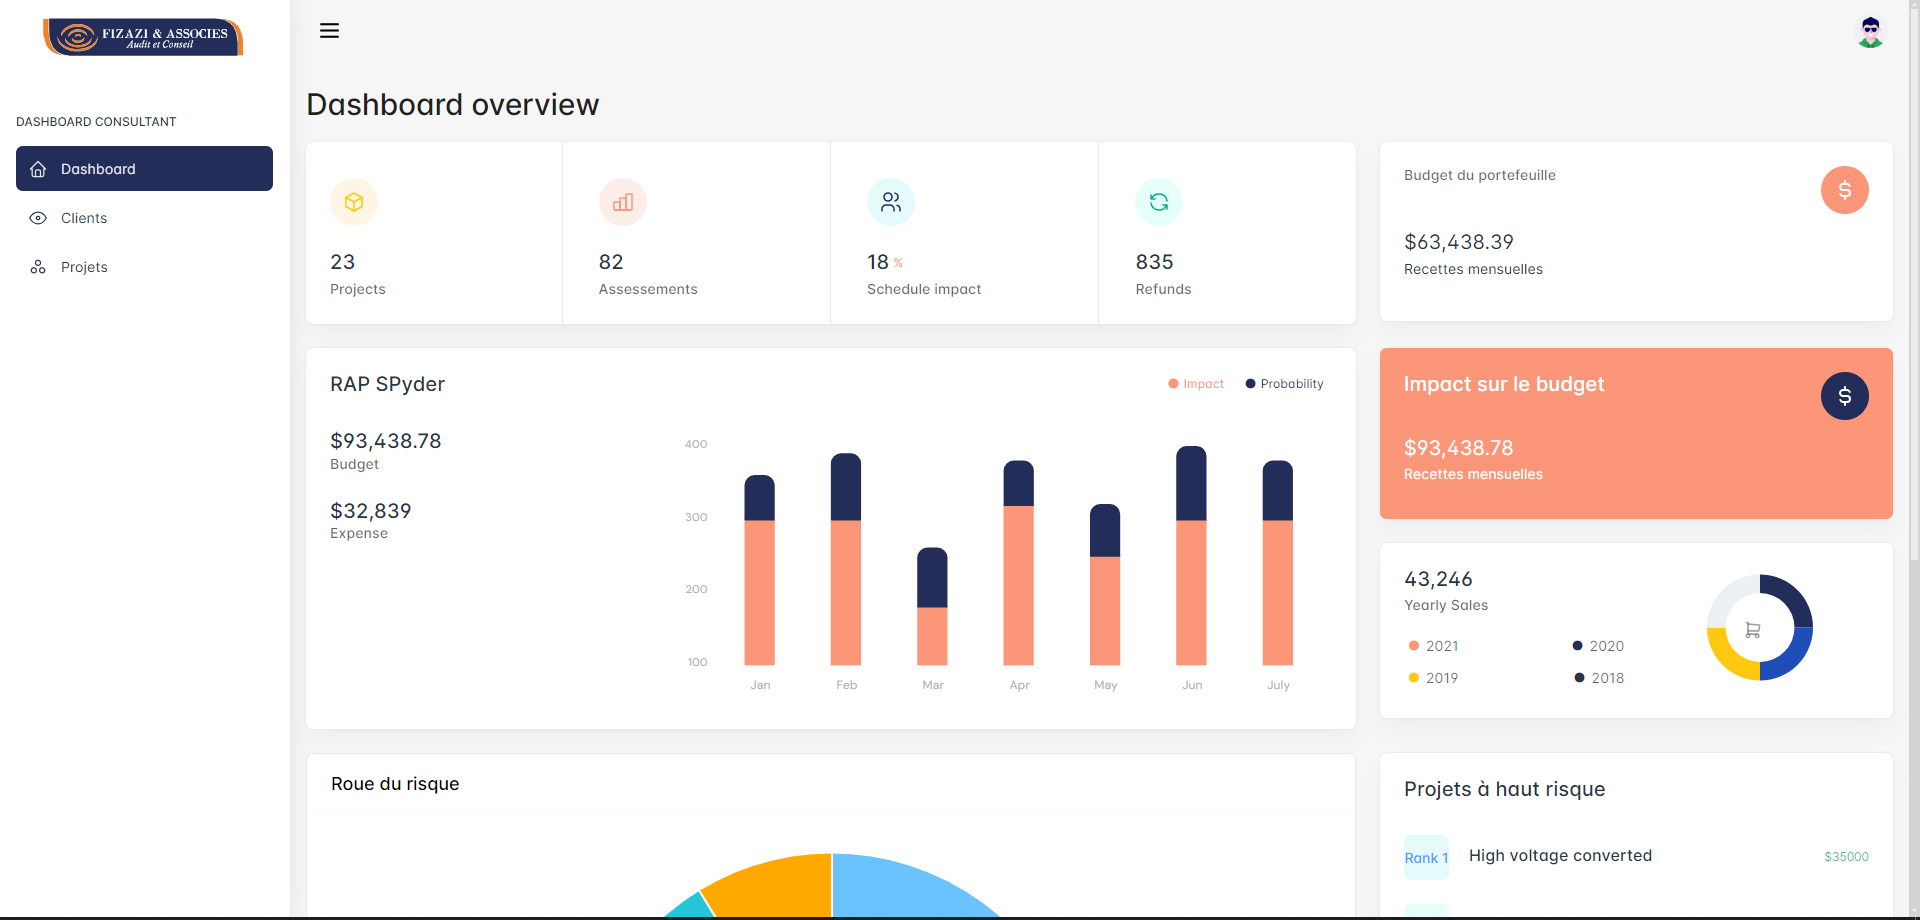 FIZAZI & ASSOCIES
Audit et Conseil
DASHBOARD CONSULTANT
Dashboard
Clients
Projets
Dashboard overview
23
Projects
82
Assessements
18 %
Schedule impact
835
Refunds
Budget du portefeuille
$
$63,438.39
Recettes mensuelles
RAP SPyder
Impact
Probability
$93,438.78
Budget
$32,839
Expense
400
300
200
100
Jan Feb Mar Apr May Jun July
Impact sur le budget
$
$93,438.78
Recettes mensuelles
43,246
Yearly Sales
2021
2020
2019
2018
Roue du risque
Projets à haut risque
Rank 1
High voltage converted
$35000